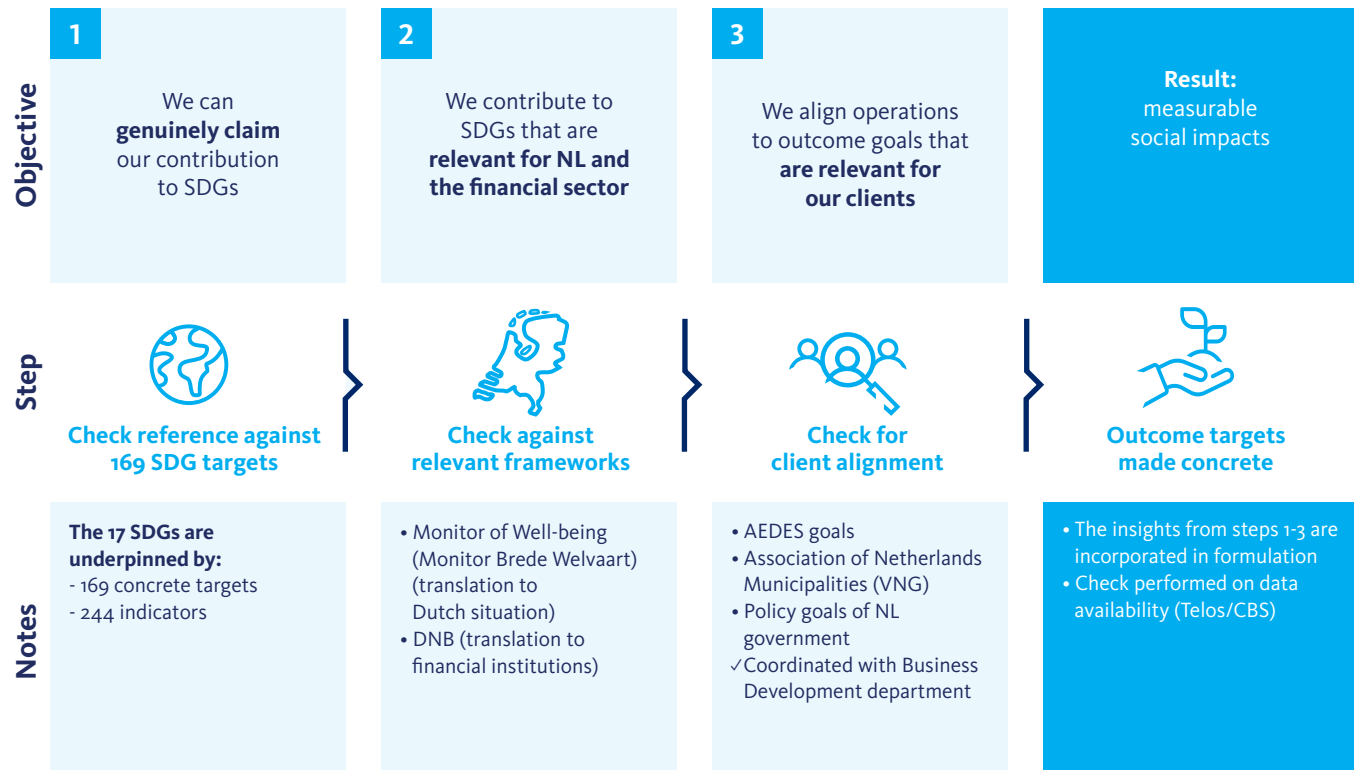 Objective
1
We can
genuinely claim
our contribution
to SDGs
2
We contribute to
SDGs that are
relevant for NL and
the financial sector
3
We align operations
to outcome goals that
are relevant for
our clients
Result:
measurable
social impacts
Step
Check reference against
169 SDG targets
Check against
relevant frameworks
Check for
client alignment
Outcome targets
made concrete
Notes
The 17 SDGs are
underpinned by:
- 169 concrete targets
- 244 indicators
• Monitor of Well-being
(Monitor Brede Welvaart)
(translation to
Dutch situation)
• DNB (translation to
financial institutions)
• AEDES goals
• Association of Netherlands
Municipalities (VNG)
• Policy goals of NL
government
✓Coordinated with Business
Development department
• The insights from steps 1-3 are
incorporated in formulation
• Check performed on data
availability (Telos/CBS)